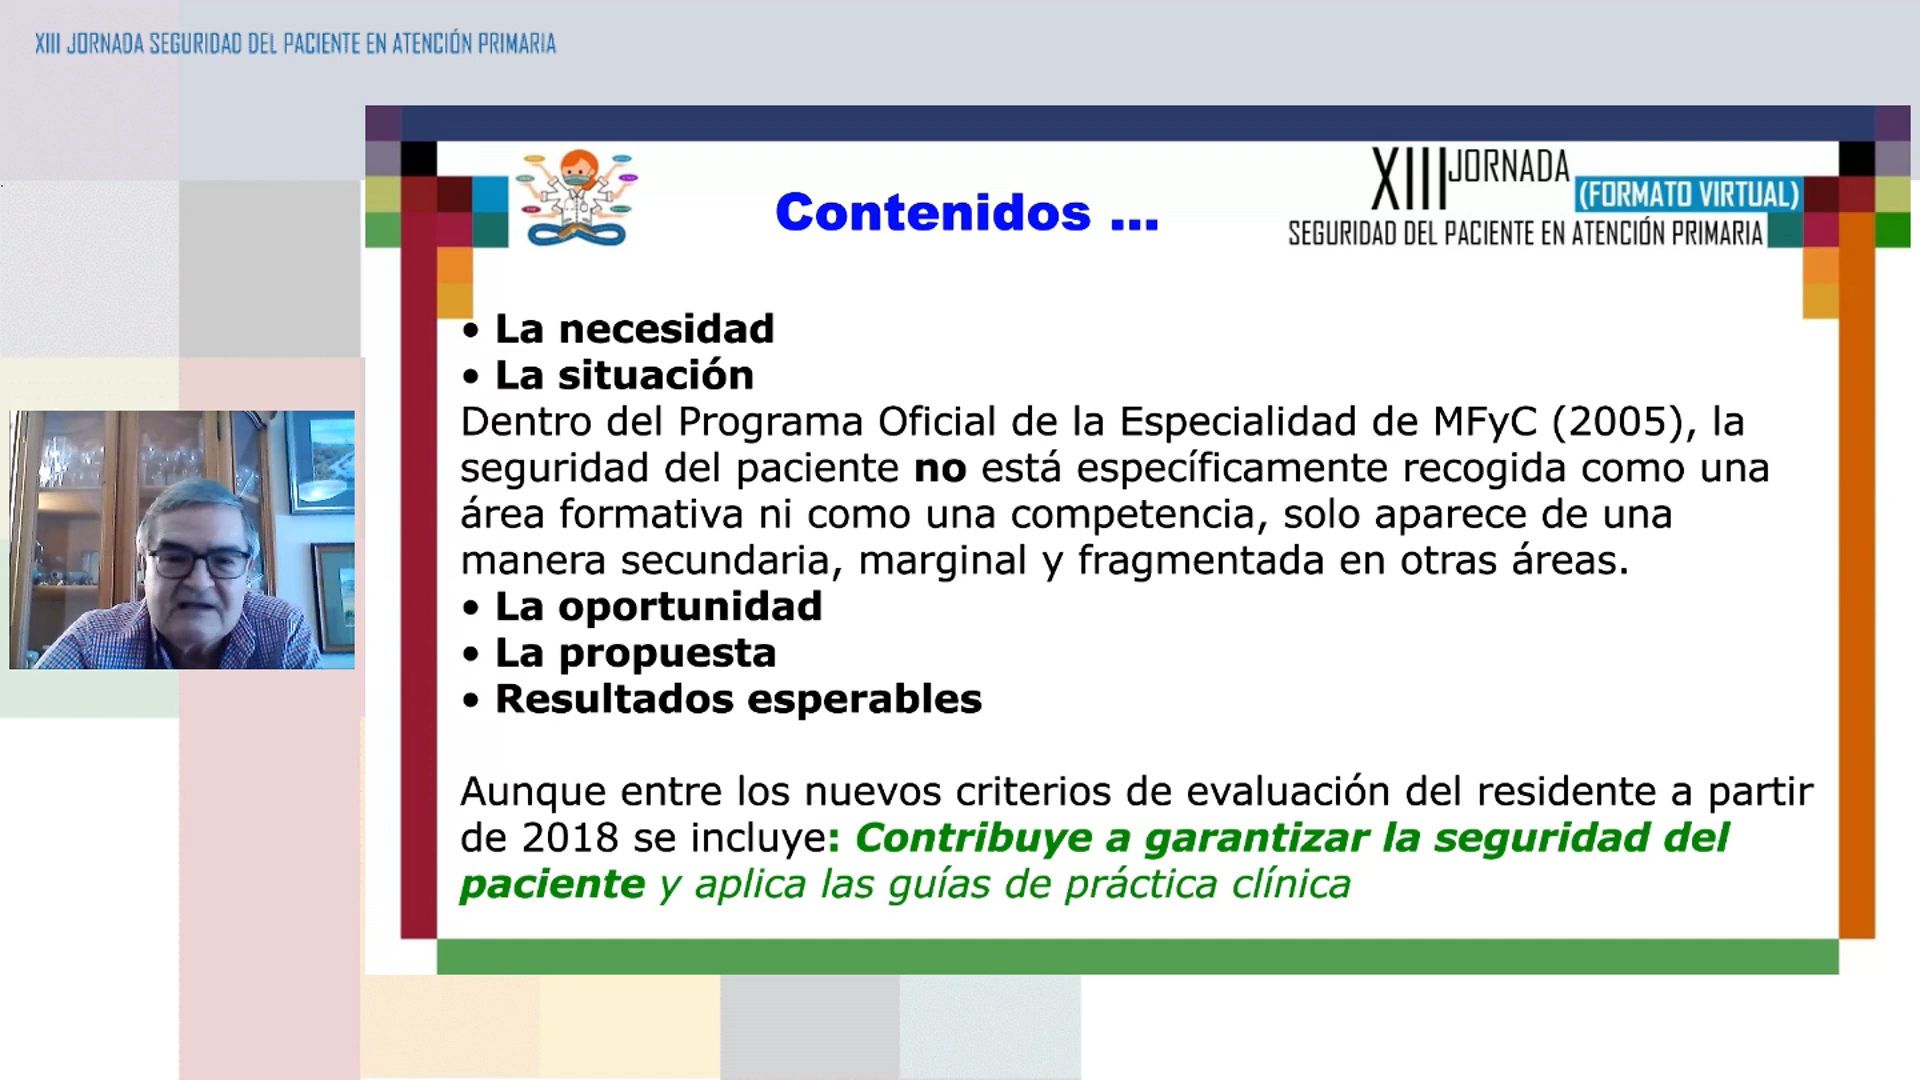 XIII JORNADA SEGURIDAD DEL PACIENTE EN ATENCIÓN PRIMARIA
Contenidos ...
XIII JORNADA
(FORMATO VIRTUAL)
SEGURIDAD DEL PACIENTE EN ATENCIÓN PRIMARIA
• La necesidad
• La situación
Dentro del Programa Oficial de la Especialidad de MFyC (2005), la
seguridad del paciente no está específicamente recogida como una
área formativa ni como una competencia, solo aparece de una
manera secundaria, marginal y fragmentada en otras áreas.
• La oportunidad
• La propuesta
• Resultados esperables
Aunque entre los nuevos criterios de evaluación del residente a partir
de 2018 se incluye: Contribuye a garantizar la seguridad del
paciente y aplica las guías de práctica clínica